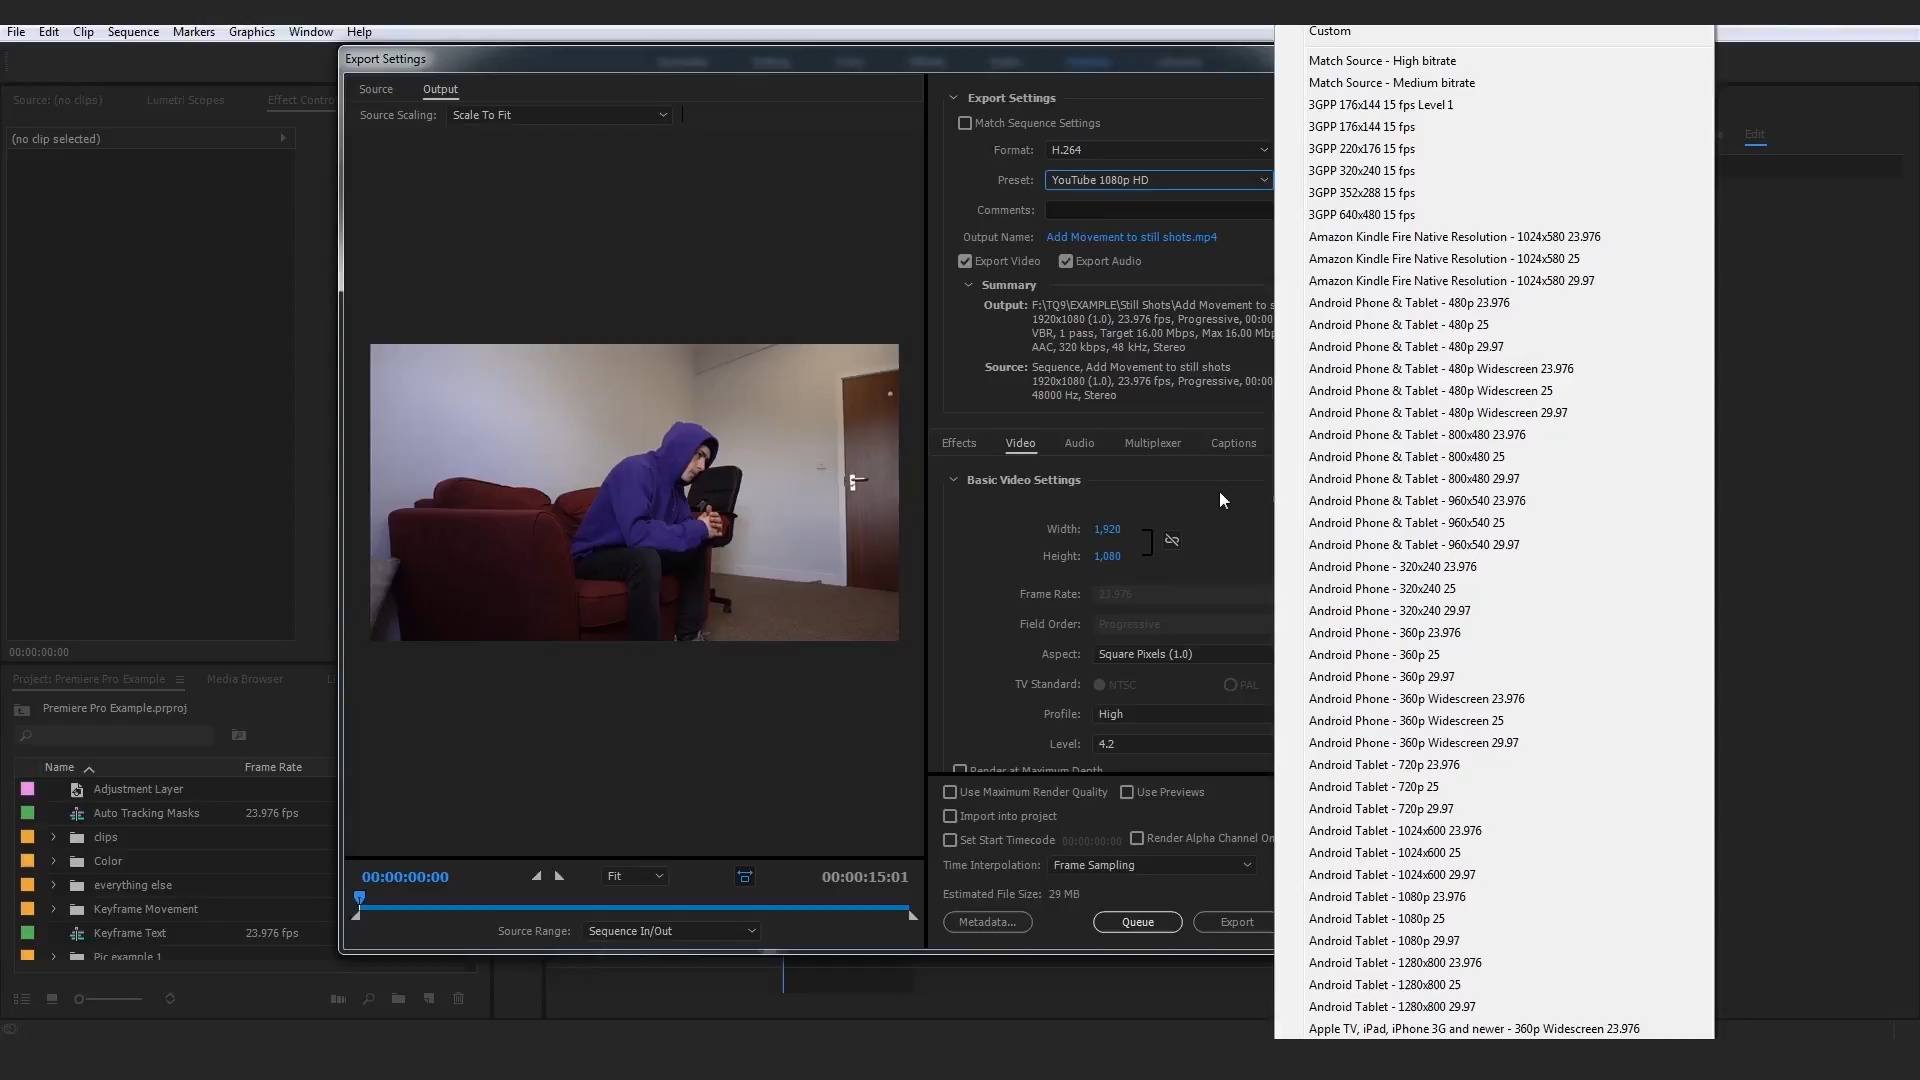 File Edit Clip Sequence Markers Graphics Window Help
Export Settings
Source: (no clips) Lumetri Scopes Effect Contro
(no clip selected)
00:00:00:00
Source Output
Source Scaling: Scale To Fit
00:00:00:00 Fit 00:00:15:01
Source Range: Sequence In/Out
Export Settings
Match Sequence Settings
Format: H.264
Preset: YouTube 1080p HD
Comments:
Output Name: Add Movement to still shots.mp4
Export Video Export Audio
Summary
Output: F:\TQ9\EXAMPLE\Still Shots\Add Movement to s
1920x1080 (1.0), 23.976 fps, Progressive, 00:00
VBR, 1 pass, Target 16.00 Mbps, Max 16.00 Mb
AAC, 320 kbps, 48 kHz, Stereo
Source: Sequence, Add Movement to still shots
1920x1080 (1.0), 23.976 fps, Progressive, 00:00
48000 Hz, Stereo
Effects Video Audio Multiplexer Captions
Basic Video Settings
Width: 1,920
Height: 1,080
Frame Rate: 23.976
Field Order: Progressive
Aspect: Square Pixels (1.0)
TV Standard: NTSC PAL
Profile: High
Level: 4.2
Render at Maximum Depth
Use Maximum Render Quality Use Previews
Import into project
Set Start Timecode 00:00:00:00 Render Alpha Channel On
Time Interpolation: Frame Sampling
Estimated File Size: 29 MB
Metadata... Queue Export
Project: Premiere Pro Example Media Browser Li
Premiere Pro Example.prproj
Name Frame Rate
Adjustment Layer
Auto Tracking Masks 23.976 fps
clips
Color
everything else
Keyframe Movement
Keyframe Text 23.976 fps
Pic example 1
Custom
Match Source - High bitrate
Match Source - Medium bitrate
3GPP 176x144 15 fps Level 1
3GPP 176x144 15 fps
3GPP 220x176 15 fps
3GPP 320x240 15 fps
3GPP 352x288 15 fps
3GPP 640x480 15 fps
Amazon Kindle Fire Native Resolution - 1024x580 23.976
Amazon Kindle Fire Native Resolution - 1024x580 25
Amazon Kindle Fire Native Resolution - 1024x580 29.97
Android Phone & Tablet - 480p 23.976
Android Phone & Tablet - 480p 25
Android Phone & Tablet - 480p 29.97
Android Phone & Tablet - 480p Widescreen 23.976
Android Phone & Tablet - 480p Widescreen 25
Android Phone & Tablet - 480p Widescreen 29.97
Android Phone & Tablet - 800x480 23.976
Android Phone & Tablet - 800x480 25
Android Phone & Tablet - 800x480 29.97
Android Phone & Tablet - 960x540 23.976
Android Phone & Tablet - 960x540 25
Android Phone & Tablet - 960x540 29.97
Android Phone - 320x240 23.976
Android Phone - 320x240 25
Android Phone - 320x240 29.97
Android Phone - 360p 23.976
Android Phone - 360p 25
Android Phone - 360p 29.97
Android Phone - 360p Widescreen 23.976
Android Phone - 360p Widescreen 25
Android Phone - 360p Widescreen 29.97
Android Tablet - 720p 23.976
Android Tablet - 720p 25
Android Tablet - 720p 29.97
Android Tablet - 1024x600 23.976
Android Tablet - 1024x600 25
Android Tablet - 1024x600 29.97
Android Tablet - 1080p 23.976
Android Tablet - 1080p 25
Android Tablet - 1080p 29.97
Android Tablet - 1280x800 23.976
Android Tablet - 1280x800 25
Android Tablet - 1280x800 29.97
Apple TV, iPad, iPhone 3G and newer - 360p Widescreen 23.976
Edit